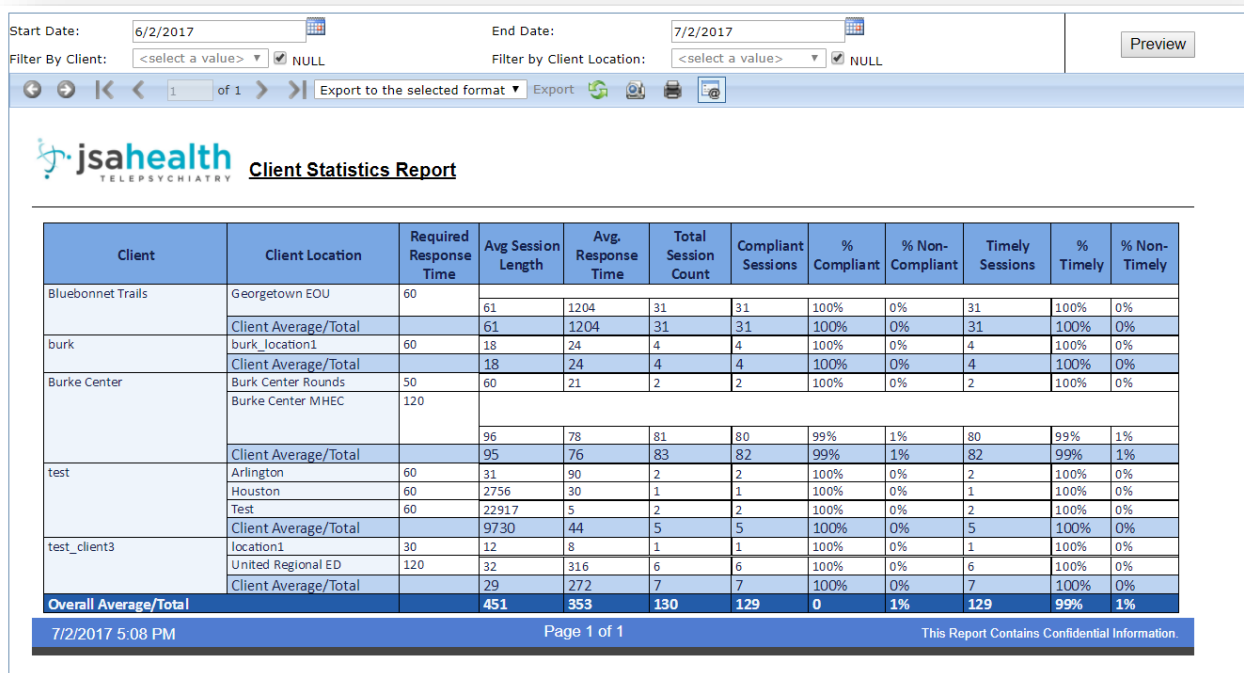 Start Date: 6/2/2017 End Date: 7/2/2017
Preview
Filter By Client: <select a value> NULL Filter by Client Location: <select a value> NULL
1 of 1 Export to the selected format Export
jsahealth
TELEPSYCHIATRY
Client Statistics Report
Client Client Location Required Response Time Avg Session Length Avg. Response Time Total Session Count Compliant Sessions % Compliant % Non-Compliant Timely Sessions % Timely % Non-Timely
Bluebonnet Trails Georgetown EOU 60
61 1204 31 31 100% 0% 31 100% 0%
Client Average/Total 61 1204 31 31 100% 0% 31 100% 0%
burk burk_location1 60 18 24 4 4 100% 0% 4 100% 0%
Client Average/Total 18 24 4 4 100% 0% 4 100% 0%
Burke Center Burk Center Rounds 50 60 21 2 2 100% 0% 2 100% 0%
Burke Center MHEC 120
96 78 81 80 99% 1% 80 99% 1%
Client Average/Total 95 76 83 82 99% 1% 82 99% 1%
test Arlington 60 31 90 2 2 100% 0% 2 100% 0%
Houston 60 2756 30 1 1 100% 0% 1 100% 0%
Test 60 22917 5 2 2 100% 0% 2 100% 0%
Client Average/Total 9730 44 5 5 100% 0% 5 100% 0%
test_client3 location1 30 12 8 1 1 100% 0% 1 100% 0%
United Regional ED 120 32 316 6 6 100% 0% 6 100% 0%
Client Average/Total 29 272 7 7 100% 0% 7 100% 0%
Overall Average/Total 451 353 130 129 0 1% 129 99% 1%
7/2/2017 5:08 PM Page 1 of 1 This Report Contains Confidential Information.